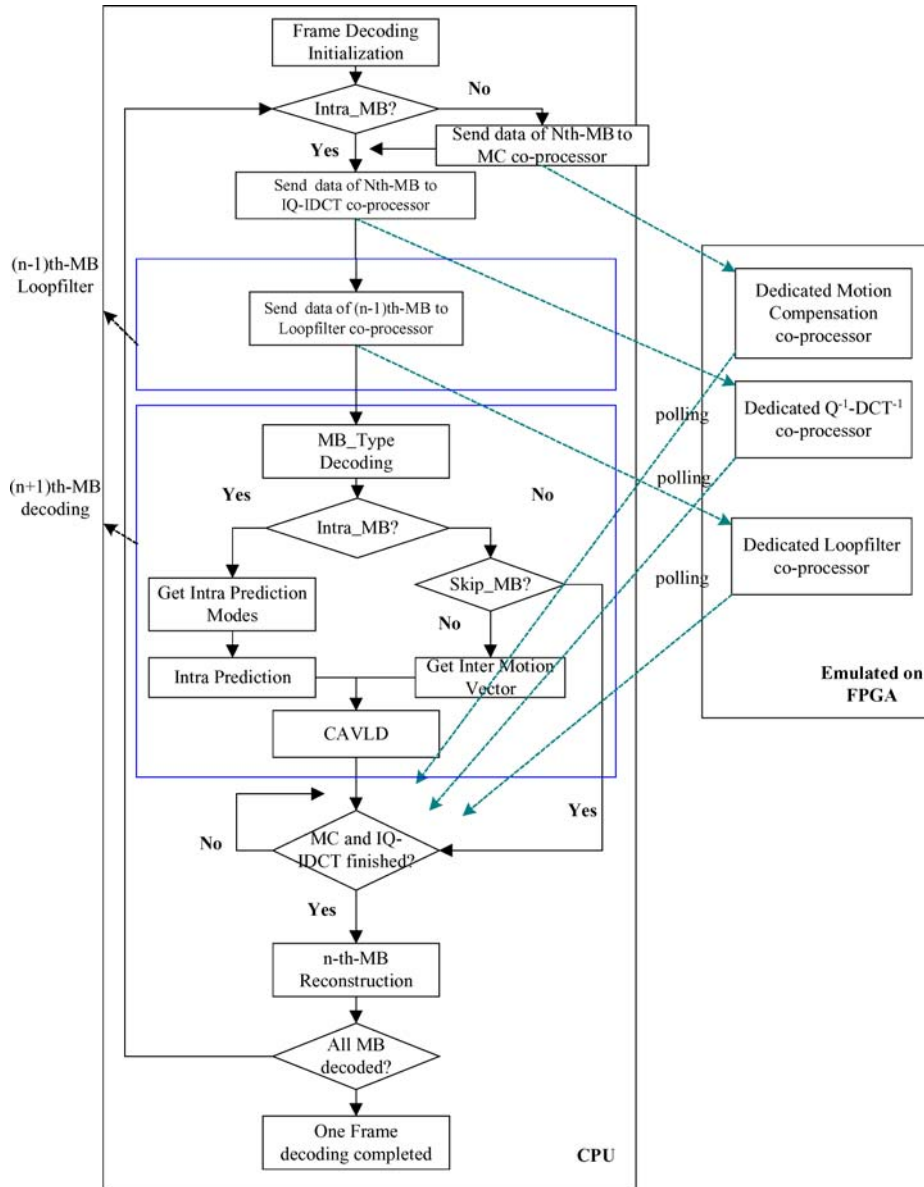 Frame Decoding
Initialization
No
Intra_MB?
Send data of Nth-MB to
MC co-processor
Yes
Send data of Nth-MB to
IQ-IDCT co-processor
(n-1)th-MB
Loopfilter
Send data of (n-1)th-MB to
Loopfilter co-processor
Dedicated Motion
Compensation
co-processor
polling
Dedicated Q⁻¹-DCT⁻¹
co-processor
MB_Type
Decoding
polling
(n+1)th-MB
decoding
Yes
No
Intra_MB?
Dedicated Loopfilter
co-processor
polling
Skip_MB?
Get Intra Prediction
Modes
No
Intra Prediction
Get Inter Motion
Vector
Emulated on
FPGA
CAVLD
Yes
No
MC and IQ-
IDCT finished?
Yes
n-th-MB
Reconstruction
All MB
decoded?
One Frame
decoding completed
CPU